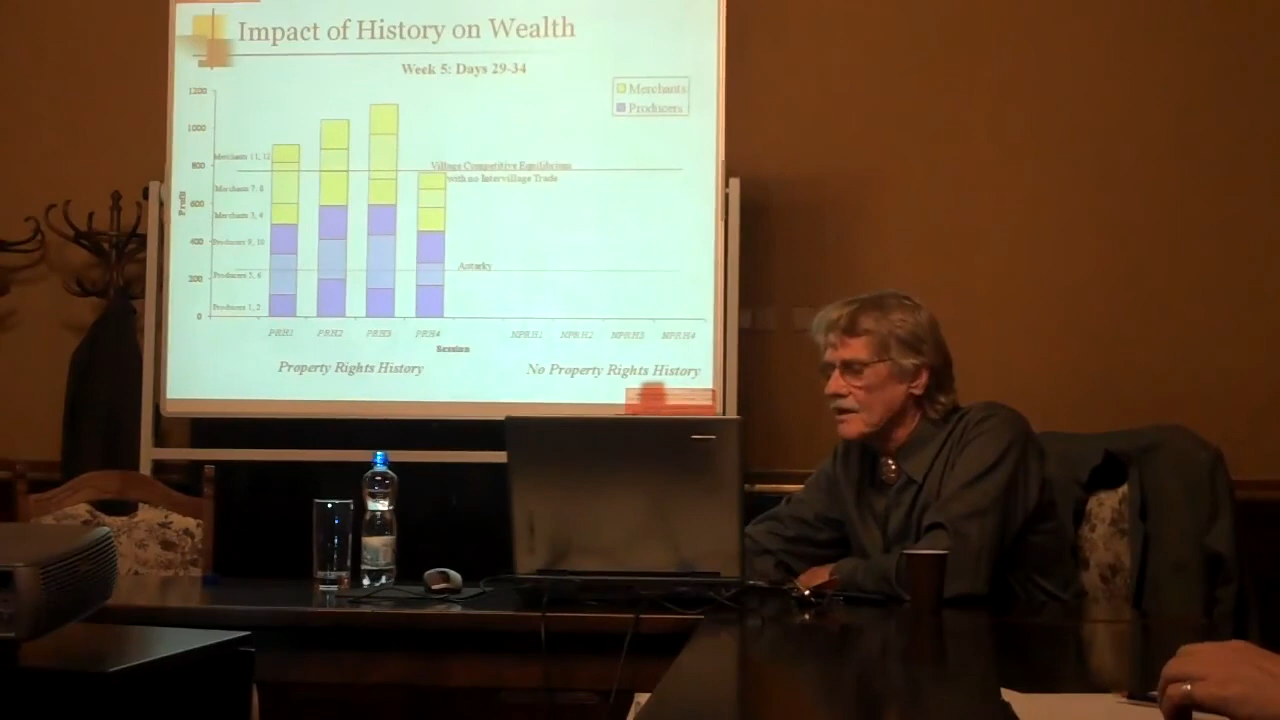 Impact of History on Wealth
Week 5: Days 29-34
Merchants
Producers
1200
1000
800
600
400
200
0
Profit
Merchants 11, 12
Merchants 7, 8
Merchants 3, 4
Producers 9, 10
Producers 5, 6
Producers 1, 2
Village Competitive Equilibrium
with no Intervillage Trade
Autarky
PRH1 PRH2 PRH3 PRH4 NPRH1 NPRH2 NPRH3 NPRH4
Session
Property Rights History
No Property Rights History